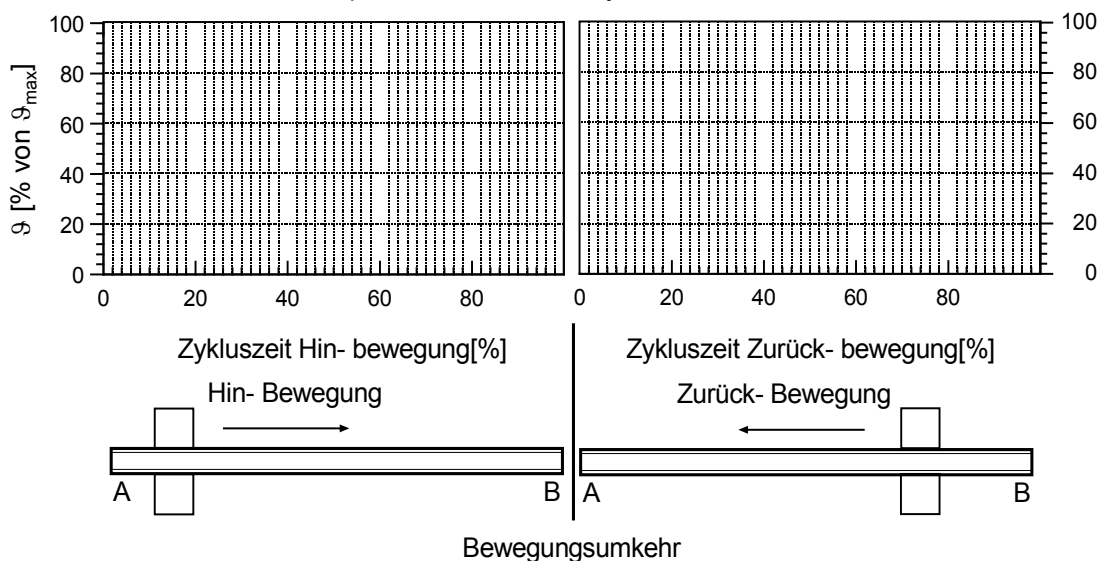 100 100
80 80
60 60
40 40
20 20
0 0
ϑ [% von ϑmax]
0 20 40 60 80 0 20 40 60 80
Zykluszeit Hin- bewegung[%] Zykluszeit Zurück- bewegung[%]
Hin- Bewegung Zurück- Bewegung
A B A B
Bewegungsumkehr